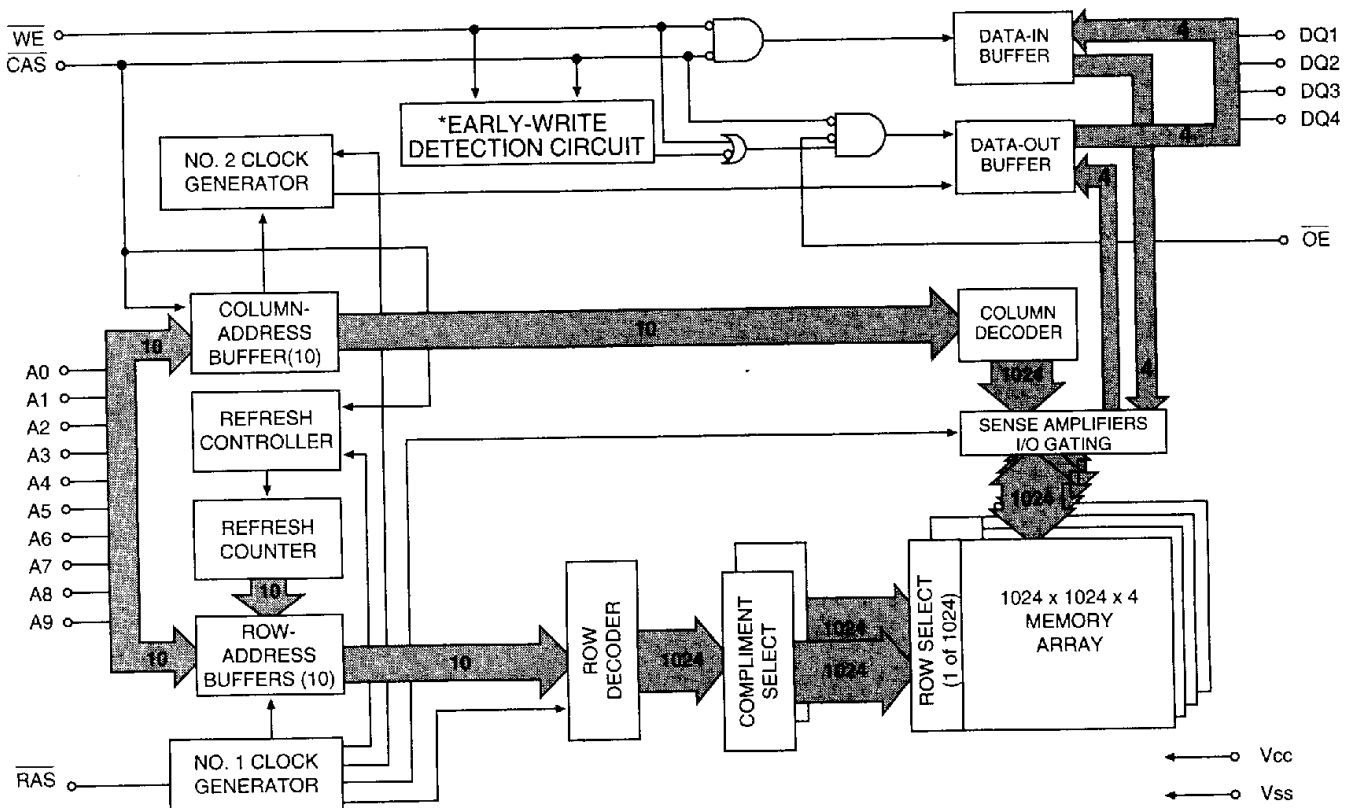 WE
CAS
DATA-IN
BUFFER
4
DQ1
DQ2
DQ3
DQ4
*EARLY-WRITE
DETECTION CIRCUIT
NO. 2 CLOCK
GENERATOR
DATA-OUT
BUFFER
4
4
OE
COLUMN-
ADDRESS
BUFFER(10)
10
10
COLUMN
DECODER
1024
4
A0
A1
A2
A3
A4
A5
A6
A7
A8
A9
REFRESH
CONTROLLER
SENSE AMPLIFIERS
I/O GATING
1024
REFRESH
COUNTER
10
ROW-
ADDRESS
BUFFERS (10)
10
10
ROW
DECODER
1024
COMPLIMENT
SELECT
1024
1024
ROW SELECT
(1 of 1024)
1024 x 1024 x 4
MEMORY
ARRAY
RAS
NO. 1 CLOCK
GENERATOR
Vcc
Vss